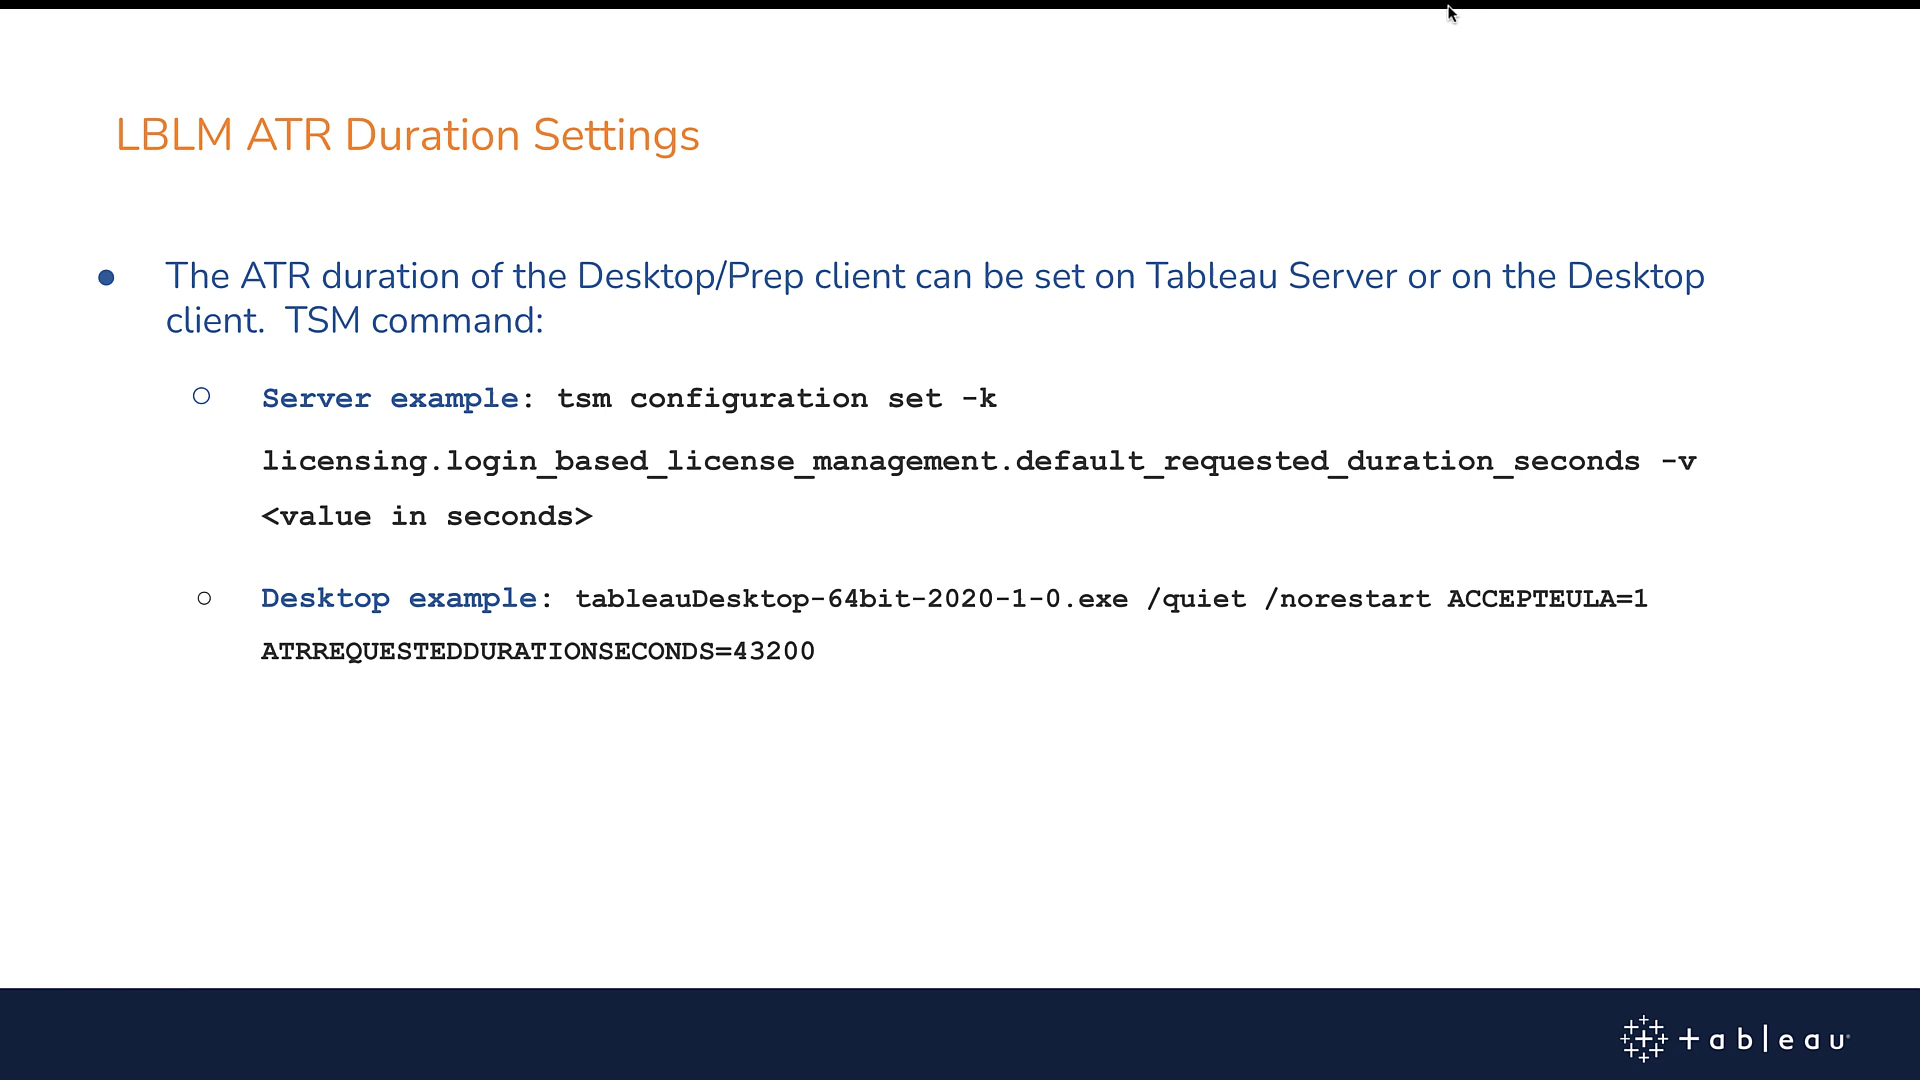 LBLM ATR Duration Settings
● The ATR duration of the Desktop/Prep client can be set on Tableau Server or on the Desktop
client.  TSM command:
○ Server example: tsm configuration set -k
licensing.login_based_license_management.default_requested_duration_seconds -v
<value in seconds>
○ Desktop example: tableauDesktop-64bit-2020-1-0.exe /quiet /norestart ACCEPTEULA=1
ATRREQUESTEDDURATIONSECONDS=43200
+ableau